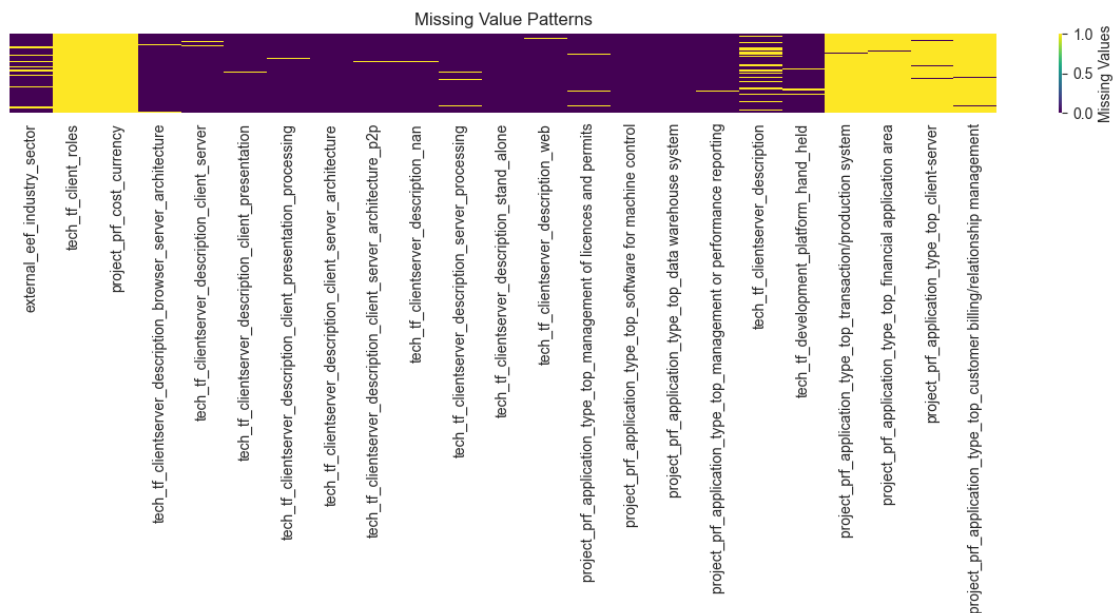 Missing Value Patterns
1.0
0.5
0.0
Missing Values
external_eef_industry_sector
tech_tf_client_roles
project_prf_cost_currency
tech_tf_clientserver_description_browser_server_architecture
tech_tf_clientserver_description_client_server
tech_tf_clientserver_description_client_presentation
tech_tf_clientserver_description_client_presentation_processing
tech_tf_clientserver_description_client_server_architecture
tech_tf_clientserver_description_client_server_architecture_p2p
tech_tf_clientserver_description_nan
tech_tf_clientserver_description_server_processing
tech_tf_clientserver_description_stand_alone
tech_tf_clientserver_description_web
project_prf_application_type_top_management of licences and permits
project_prf_application_type_top_software for machine control
project_prf_application_type_top_data warehouse system
project_prf_application_type_top_management or performance reporting
tech_tf_clientserver_description
tech_tf_development_platform_hand_held
project_prf_application_type_top_transaction/production system
project_prf_application_type_top_financial application area
project_prf_application_type_top_client-server
project_prf_application_type_top_customer billing/relationship management